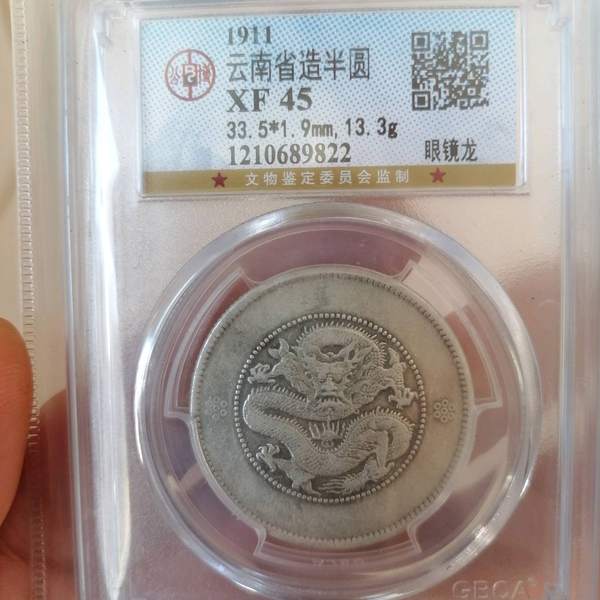 1911
云南省造半圆
XF 45
33.5*1.9mm,13.3g
1210689822 眼镜龙
★ 文物鉴定委员会监制 ★
GBCA